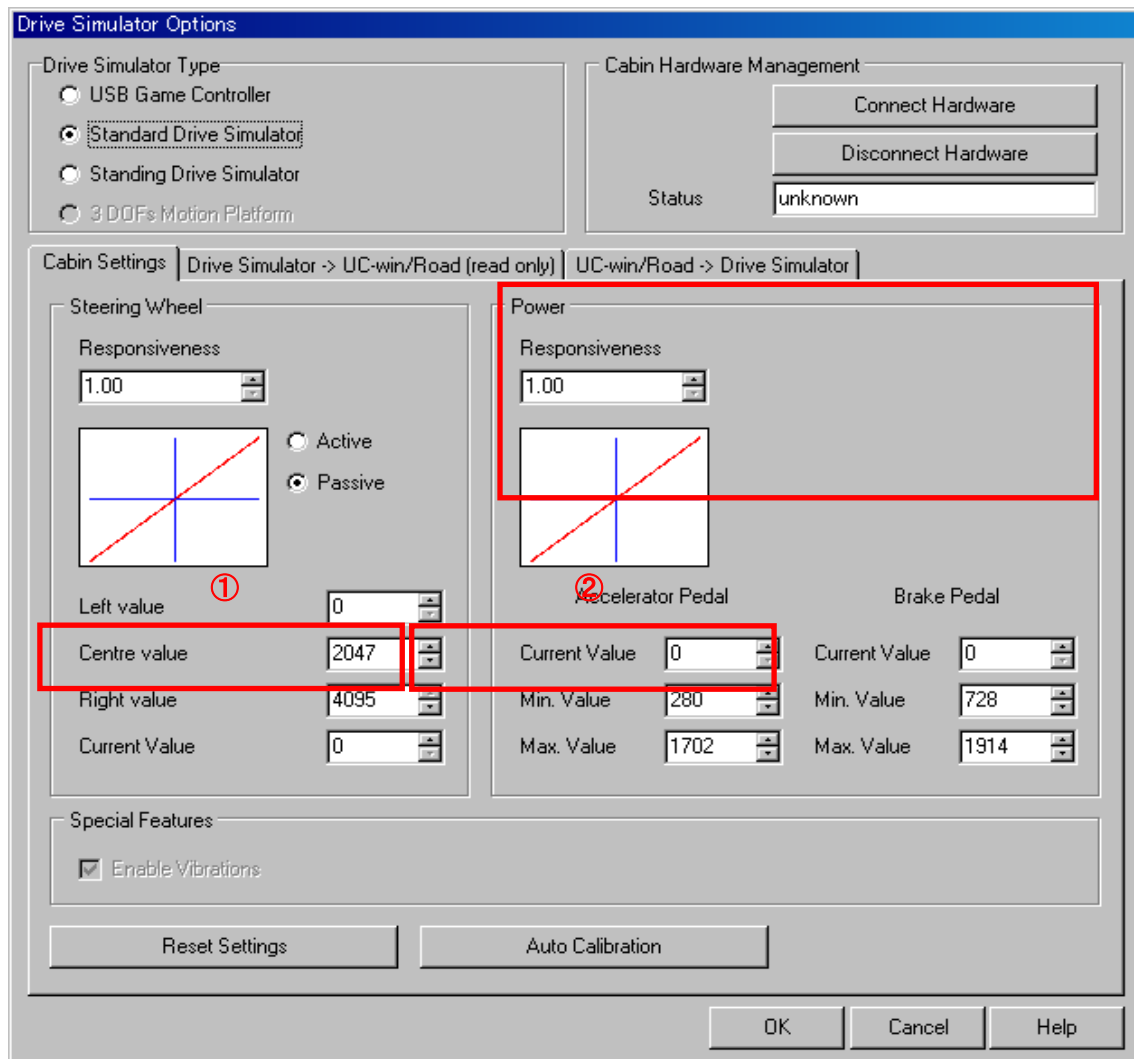 Drive Simulator Options
Drive Simulator Type
USB Game Controller
Standard Drive Simulator
Standing Drive Simulator
3 DOFs Motion Platform
Cabin Hardware Management
Connect Hardware
Disconnect Hardware
Status unknown
Cabin Settings Drive Simulator -> UC-win/Road (read only) UC-win/Road -> Drive Simulator
Steering Wheel
Responsiveness
1.00
Active
Passive
①
Left value 0
Centre value 2047
Right value 4095
Current Value 0
Power
Responsiveness
1.00
②
Accelerator Pedal
Current Value 0
Min. Value 280
Max. Value 1702
Brake Pedal
Current Value 0
Min. Value 728
Max. Value 1914
Special Features
Enable Vibrations
Reset Settings Auto Calibration
OK Cancel Help